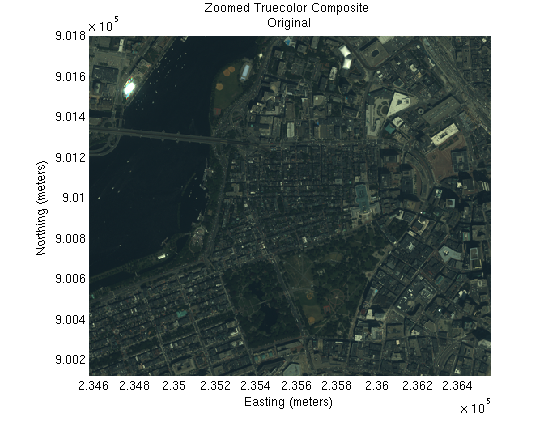 Zoomed Truecolor Composite
Original
9.018 × 10^5
9.016
9.014
9.012
9.01
9.008
9.006
9.004
9.002
Northing (meters)
2.346 2.348 2.35 2.352 2.354 2.356 2.358 2.36 2.362 2.364
Easting (meters)
× 10^5